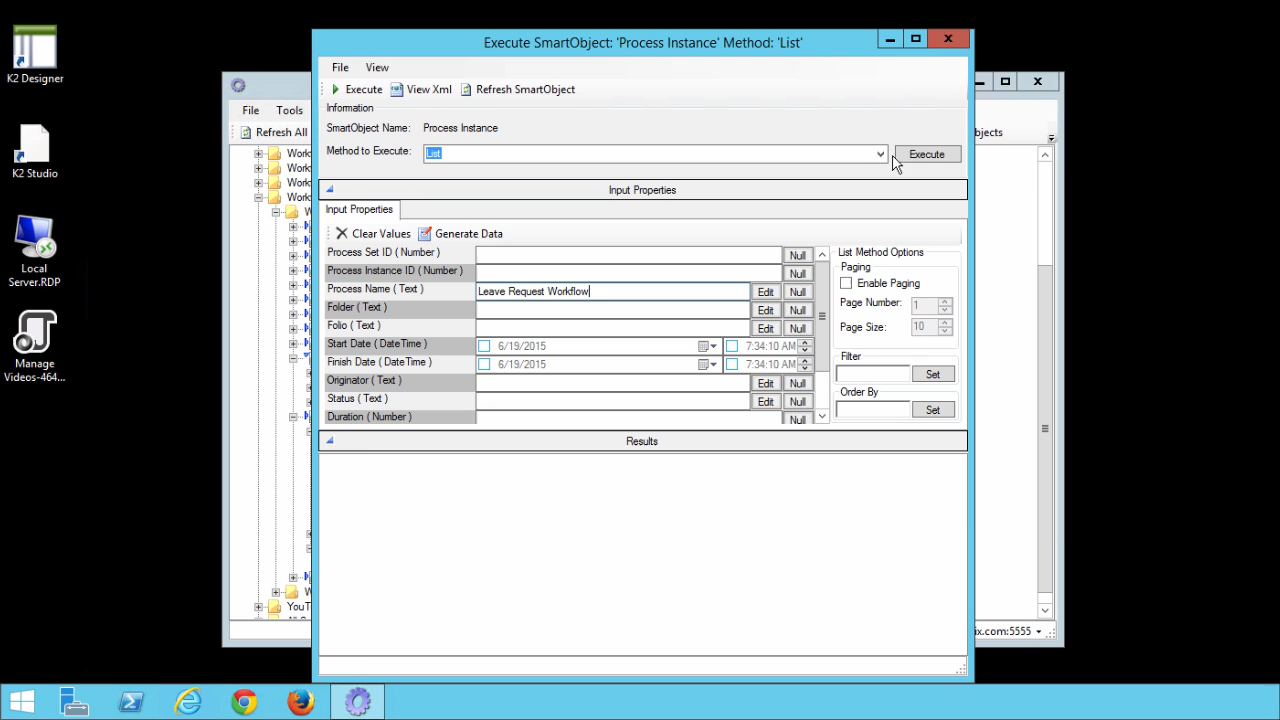 K2 Designer
K2 Studio
Local
Server.RDP
Manage
Videos-464...
File
Tools
Refresh All
bjects
Work
Work
Work
Work
W
W
YouT
ix.com:5555
Execute SmartObject: 'Process Instance' Method: 'List'
File
View
Execute
View Xml
Refresh SmartObject
Information
SmartObject Name:
Process Instance
Method to Execute:
List
Execute
Input Properties
Input Properties
Clear Values
Generate Data
Process Set ID ( Number )
Null
Process Instance ID ( Number )
Null
Process Name ( Text )
Leave Request Workflow
Edit
Null
Folder ( Text )
Edit
Null
Folio ( Text )
Edit
Null
Start Date ( DateTime )
6/19/2015
7:34:10 AM
Finish Date ( DateTime )
6/19/2015
7:34:10 AM
Originator ( Text )
Edit
Null
Status ( Text )
Edit
Null
Duration ( Number )
Null
List Method Options
Paging
Enable Paging
Page Number:
1
Page Size:
10
Filter
Set
Order By
Set
Results